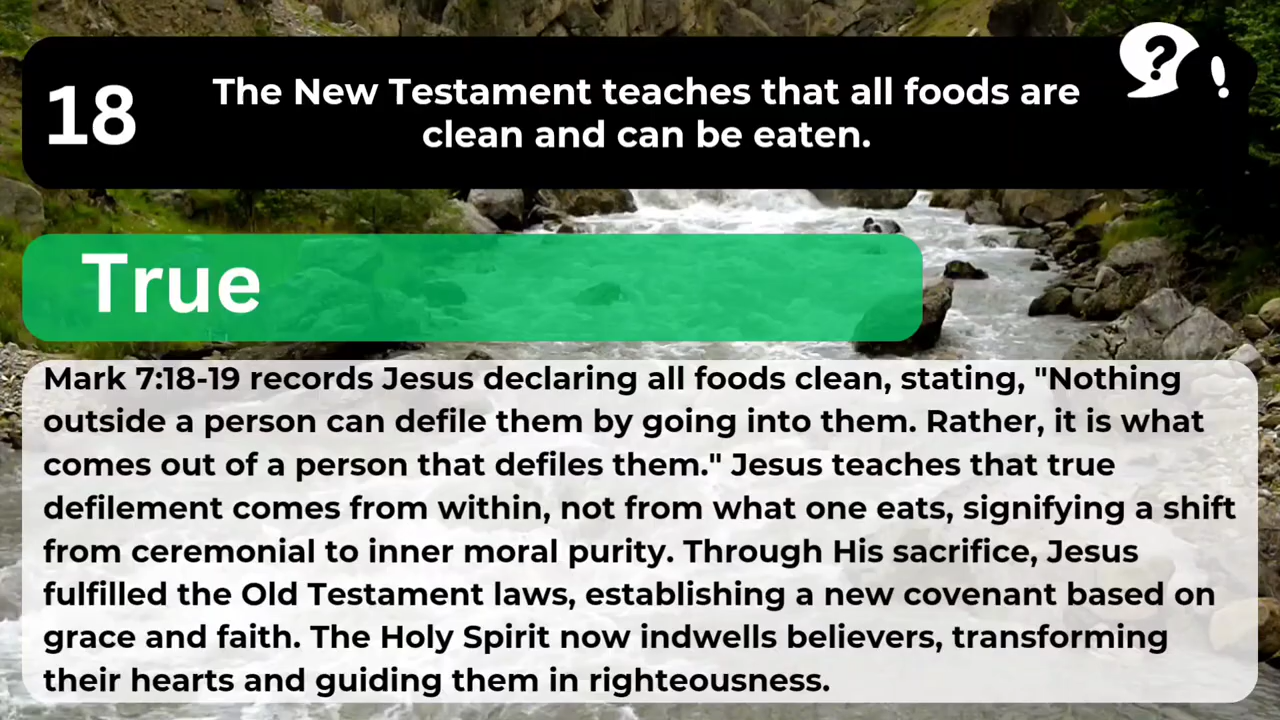 18
The New Testament teaches that all foods are
clean and can be eaten.
?
!
True
Mark 7:18-19 records Jesus declaring all foods clean, stating, "Nothing
outside a person can defile them by going into them. Rather, it is what
comes out of a person that defiles them." Jesus teaches that true
defilement comes from within, not from what one eats, signifying a shift
from ceremonial to inner moral purity. Through His sacrifice, Jesus
fulfilled the Old Testament laws, establishing a new covenant based on
grace and faith. The Holy Spirit now indwells believers, transforming
their hearts and guiding them in righteousness.